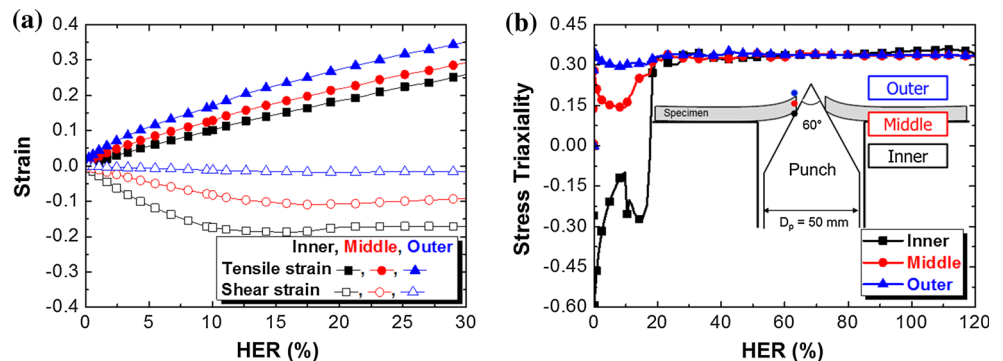 (a)
0.4
0.3
0.2
0.1
0.0
-0.1
-0.2
-0.3
-0.4
Strain
0
5
10
15
20
25
30
HER (%)
Inner, Middle, Outer
Tensile strain , ,
Shear strain , ,
(b)
0.45
0.30
0.15
0.00
-0.15
-0.30
-0.45
-0.60
Stress Triaxiality
0
20
40
60
80
100
120
HER (%)
Specimen
60°
Punch
Dp = 50 mm
Outer
Middle
Inner
Inner
Middle
Outer